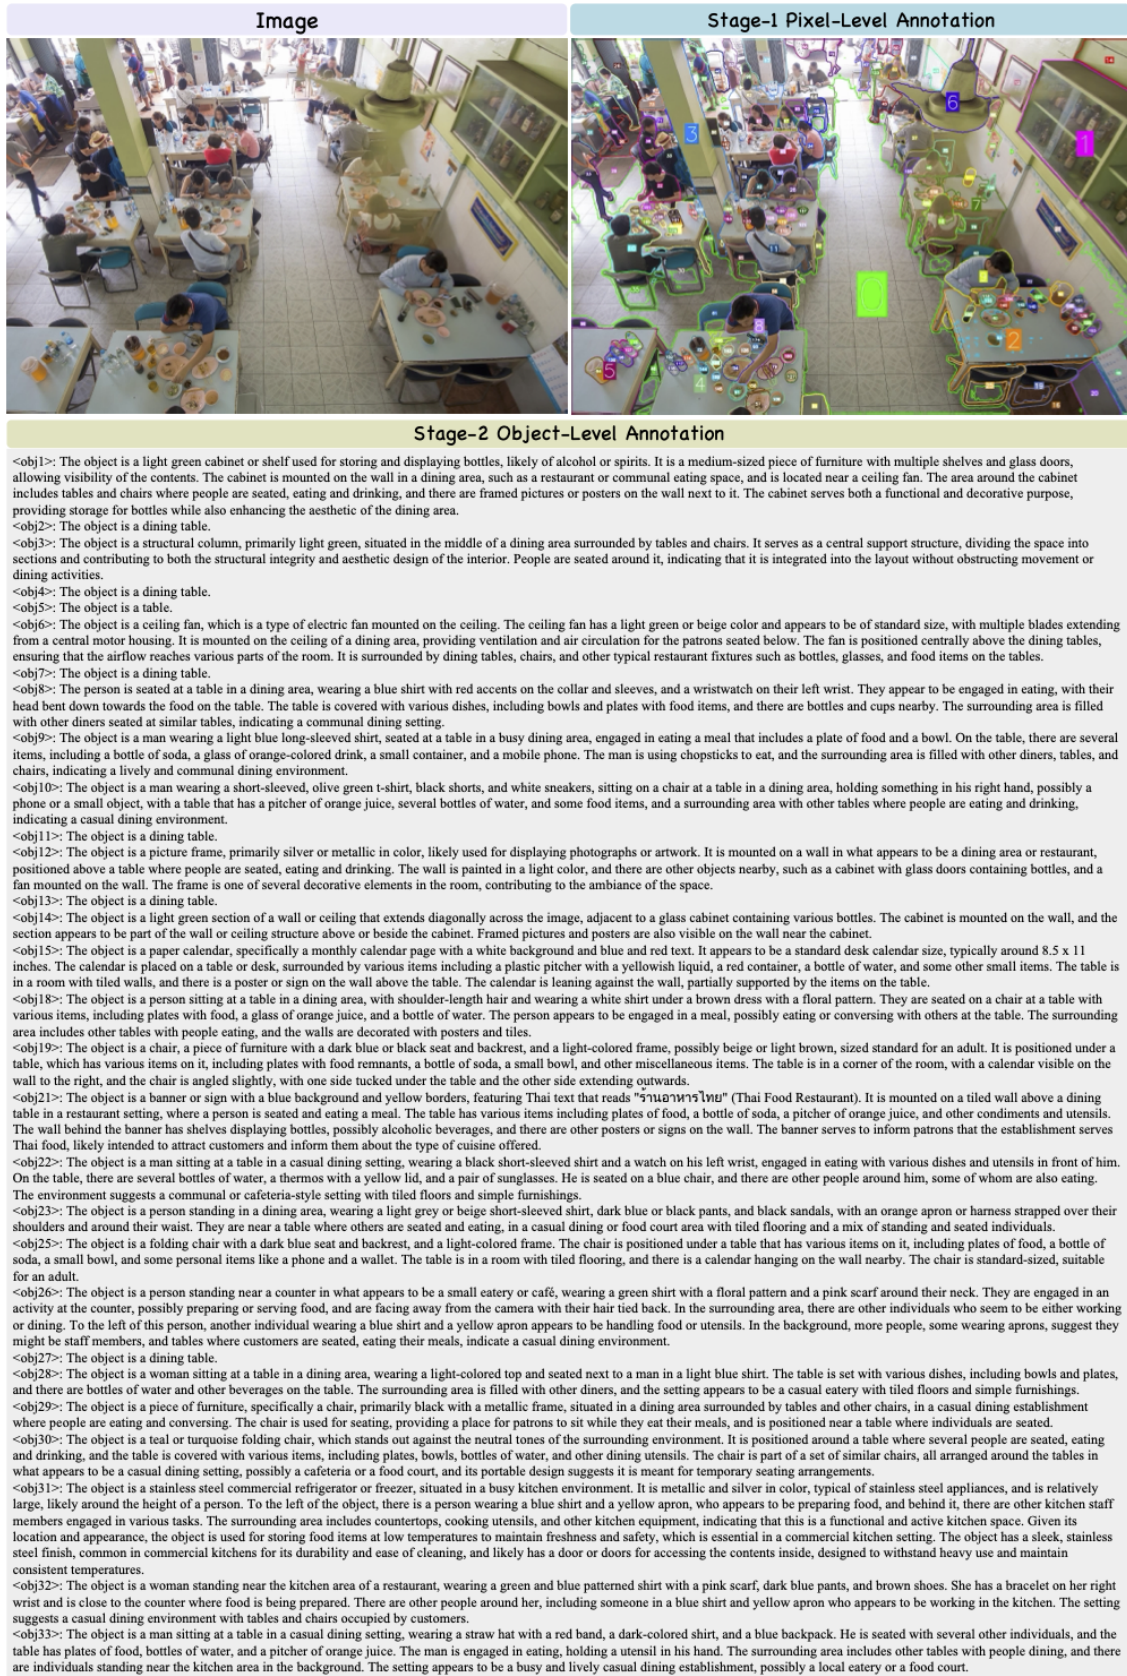 Image
Stage-1 Pixel-Level Annotation
14
6
3
1
7
0
8
2
5
4
20
Stage-2 Object-Level Annotation
<obj1>: The object is a light green cabinet or shelf used for storing and displaying bottles, likely of alcohol or spirits. It is a medium-sized piece of furniture with multiple shelves and glass doors,
allowing visibility of the contents. The cabinet is mounted on the wall in a dining area, such as a restaurant or communal eating space, and is located near a ceiling fan. The area around the cabinet
includes tables and chairs where people are seated, eating and drinking, and there are framed pictures or posters on the wall next to it. The cabinet serves both a functional and decorative purpose,
providing storage for bottles while also enhancing the aesthetic of the dining area.
<obj2>: The object is a dining table.
<obj3>: The object is a structural column, primarily light green, situated in the middle of a dining area surrounded by tables and chairs. It serves as a central support structure, dividing the space into
sections and contributing to both the structural integrity and aesthetic design of the interior. People are seated around it, indicating that it is integrated into the layout without obstructing movement or
dining activities.
<obj4>: The object is a dining table.
<obj5>: The object is a table.
<obj6>: The object is a ceiling fan, which is a type of electric fan mounted on the ceiling. The ceiling fan has a light green or beige color and appears to be of standard size, with multiple blades extending
from a central motor housing. It is mounted on the ceiling of a dining area, providing ventilation and air circulation for the patrons seated below. The fan is positioned centrally above the dining tables,
ensuring that the airflow reaches various parts of the room. It is surrounded by dining tables, chairs, and other typical restaurant fixtures such as bottles, glasses, and food items on the tables.
<obj7>: The object is a dining table.
<obj8>: The person is seated at a table in a dining area, wearing a blue shirt with red accents on the collar and sleeves, and a wristwatch on their left wrist. They appear to be engaged in eating, with their
head bent down towards the food on the table. The table is covered with various dishes, including bowls and plates with food items, and there are bottles and cups nearby. The surrounding area is filled
with other diners seated at similar tables, indicating a communal dining setting.
<obj9>: The object is a man wearing a light blue long-sleeved shirt, seated at a table in a busy dining area, engaged in eating a meal that includes a plate of food and a bowl. On the table, there are several
items, including a bottle of soda, a glass of orange-colored drink, a small container, and a mobile phone. The man is using chopsticks to eat, and the surrounding area is filled with other diners, tables, and
chairs, indicating a lively and communal dining environment.
<obj10>: The object is a man wearing a short-sleeved, olive green t-shirt, black shorts, and white sneakers, sitting on a chair at a table in a dining area, holding something in his right hand, possibly a
phone or a small object, with a table that has a pitcher of orange juice, several bottles of water, and some food items, and a surrounding area with other tables where people are eating and drinking,
indicating a casual dining environment.
<obj11>: The object is a dining table.
<obj12>: The object is a picture frame, primarily silver or metallic in color, likely used for displaying photographs or artwork. It is mounted on a wall in what appears to be a dining area or restaurant,
positioned above a table where people are seated, eating and drinking. The wall is painted in a light color, and there are other objects nearby, such as a cabinet with glass doors containing bottles, and a
fan mounted on the wall. The frame is one of several decorative elements in the room, contributing to the ambiance of the space.
<obj13>: The object is a dining table.
<obj14>: The object is a light green section of a wall or ceiling that extends diagonally across the image, adjacent to a glass cabinet containing various bottles. The cabinet is mounted on the wall, and the
section appears to be part of the wall or ceiling structure above or beside the cabinet. Framed pictures and posters are also visible on the wall near the cabinet.
<obj15>: The object is a paper calendar, specifically a monthly calendar page with a white background and blue and red text. It appears to be a standard desk calendar size, typically around 8.5 x 11
inches. The calendar is placed on a table or desk, surrounded by various items including a plastic pitcher with a yellowish liquid, a red container, a bottle of water, and some other small items. The table is
in a room with tiled walls, and there is a poster or sign on the wall above the table. The calendar is leaning against the wall, partially supported by the items on the table.
<obj18>: The object is a person sitting at a table in a dining area, with shoulder-length hair and wearing a white shirt under a brown dress with a floral pattern. They are seated on a chair at a table with
various items, including plates with food, a glass of orange juice, and a bottle of water. The person appears to be engaged in a meal, possibly eating or conversing with others at the table. The surrounding
area includes other tables with people eating, and the walls are decorated with posters and tiles.
<obj19>: The object is a chair, a piece of furniture with a dark blue or black seat and backrest, and a light-colored frame, possibly beige or light brown, sized standard for an adult. It is positioned under a
table, which has various items on it, including plates with food remnants, a bottle of soda, a small bowl, and other miscellaneous items. The table is in a corner of the room, with a calendar visible on the
wall to the right, and the chair is angled slightly, with one side tucked under the table and the other side extending outwards.
<obj21>: The object is a banner or sign with a blue background and yellow borders, featuring Thai text that reads "ร้านอาหารไทย" (Thai Food Restaurant). It is mounted on a tiled wall above a dining
table in a restaurant setting, where a person is seated and eating a meal. The table has various items including plates of food, a bottle of soda, a pitcher of orange juice, and other condiments and utensils.
The wall behind the banner has shelves displaying bottles, possibly alcoholic beverages, and there are other posters or signs on the wall. The banner serves to inform patrons that the establishment serves
Thai food, likely intended to attract customers and inform them about the type of cuisine offered.
<obj22>: The object is a man sitting at a table in a casual dining setting, wearing a black short-sleeved shirt and a watch on his left wrist, engaged in eating with various dishes and utensils in front of him.
On the table, there are several bottles of water, a thermos with a yellow lid, and a pair of sunglasses. He is seated on a blue chair, and there are other people around him, some of whom are also eating.
The environment suggests a communal or cafeteria-style setting with tiled floors and simple furnishings.
<obj23>: The object is a person standing in a dining area, wearing a light grey or beige short-sleeved shirt, dark blue or black pants, and black sandals, with an orange apron or harness strapped over their
shoulders and around their waist. They are near a table where others are seated and eating, in a casual dining or food court area with tiled flooring and a mix of standing and seated individuals.
<obj25>: The object is a folding chair with a dark blue seat and backrest, and a light-colored frame. The chair is positioned under a table that has various items on it, including plates of food, a bottle of
soda, a small bowl, and some personal items like a phone and a wallet. The table is in a room with tiled flooring, and there is a calendar hanging on the wall nearby. The chair is standard-sized, suitable
for an adult.
<obj26>: The object is a person standing near a counter in what appears to be a small eatery or café, wearing a green shirt with a floral pattern and a pink scarf around their neck. They are engaged in an
activity at the counter, possibly preparing or serving food, and are facing away from the camera with their hair tied back. In the surrounding area, there are other individuals who seem to be either working
or dining. To the left of this person, another individual wearing a blue shirt and a yellow apron appears to be handling food or utensils. In the background, more people, some wearing aprons, suggest they
might be staff members, and tables where customers are seated, eating their meals, indicate a casual dining environment.
<obj27>: The object is a dining table.
<obj28>: The object is a woman sitting at a table in a dining area, wearing a light-colored top and seated next to a man in a light blue shirt. The table is set with various dishes, including bowls and plates,
and there are bottles of water and other beverages on the table. The surrounding area is filled with other diners, and the setting appears to be a casual eatery with tiled floors and simple furnishings.
<obj29>: The object is a piece of furniture, specifically a chair, primarily black with a metallic frame, situated in a dining area surrounded by tables and other chairs, in a casual dining establishment
where people are eating and conversing. The chair is used for seating, providing a place for patrons to sit while they eat their meals, and is positioned near a table where individuals are seated.
<obj30>: The object is a teal or turquoise folding chair, which stands out against the neutral tones of the surrounding environment. It is positioned around a table where several people are seated, eating
and drinking, and the table is covered with various items, including plates, bowls, bottles of water, and other dining utensils. The chair is part of a set of similar chairs, all arranged around the tables in
what appears to be a casual dining setting, possibly a cafeteria or a food court, and its portable design suggests it is meant for temporary seating arrangements.
<obj31>: The object is a stainless steel commercial refrigerator or freezer, situated in a busy kitchen environment. It is metallic and silver in color, typical of stainless steel appliances, and is relatively
large, likely around the height of a person. To the left of the object, there is a person wearing a blue shirt and a yellow apron, who appears to be preparing food, and behind it, there are other kitchen staff
members engaged in various tasks. The surrounding area includes countertops, cooking utensils, and other kitchen equipment, indicating that this is a functional and active kitchen space. Given its
location and appearance, the object is used for storing food items at low temperatures to maintain freshness and safety, which is essential in a commercial kitchen setting. The object has a sleek, stainless
steel finish, common in commercial kitchens for its durability and ease of cleaning, and likely has a door or doors for accessing the contents inside, designed to withstand heavy use and maintain
consistent temperatures.
<obj32>: The object is a woman standing near the kitchen area of a restaurant, wearing a green and blue patterned shirt with a pink scarf, dark blue pants, and brown shoes. She has a bracelet on her right
wrist and is close to the counter where food is being prepared. There are other people around her, including someone in a blue shirt and yellow apron who appears to be working in the kitchen. The setting
suggests a casual dining environment with tables and chairs occupied by customers.
<obj33>: The object is a man sitting at a table in a casual dining setting, wearing a straw hat with a red band, a dark-colored shirt, and a blue backpack. He is seated with several other individuals, and the
table has plates of food, bottles of water, and a pitcher of orange juice. The man is engaged in eating, holding a utensil in his hand. The surrounding area includes other tables with people dining, and there
are individuals standing near the kitchen area in the background. The setting appears to be a busy and lively casual dining establishment, possibly a local eatery or a food court.